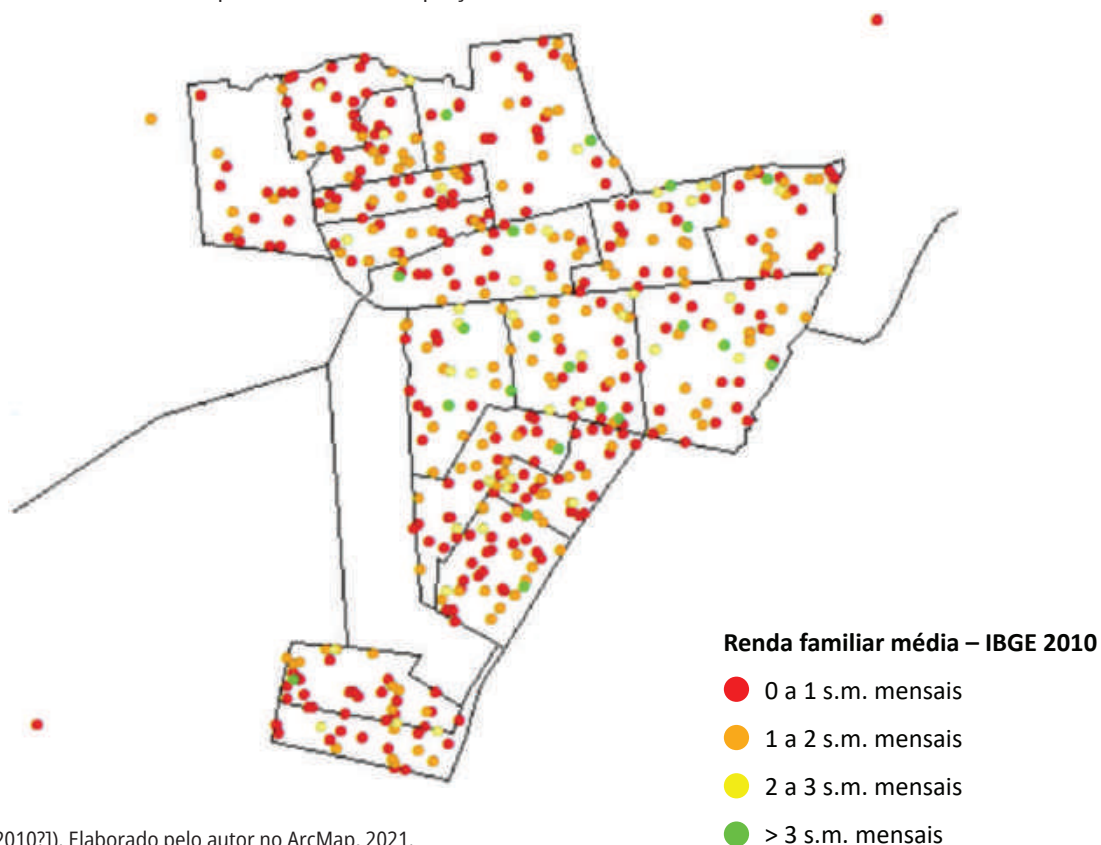 Renda familiar média – IBGE 2010
0 a 1 s.m. mensais
1 a 2 s.m. mensais
2 a 3 s.m. mensais
> 3 s.m. mensais
2010?]). Elaborado pelo autor no ArcMap, 2021.